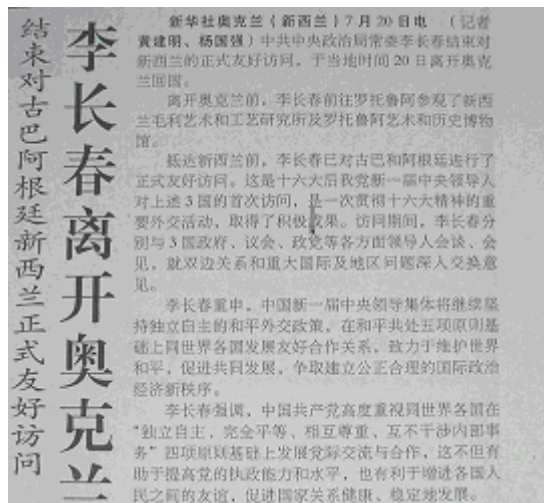 李长春离开奥克兰
结束对古巴阿根廷新西兰正式友好访问
新华社奥克兰（新西兰）7月20日电（记者
黄建明、杨国强）中共中央政治局常委李长春结束对
新西兰的正式友好访问，于当地时间20日离开奥克
兰回国。
离开奥克兰前，李长春前往罗托鲁阿参观了新西
兰毛利艺术和工艺研究所及罗托鲁阿艺术和历史博物
馆。
抵达新西兰前，李长春已对古巴和阿根廷进行了
正式友好访问。这是十六大后我党新一届中央领导人
对上述3国的首次访问，是一次贯彻十六大精神的重
要外交活动，取得了积极效果。访问期间，李长春分
别与3国政府、议会、政党等各方面领导人会谈、会
见，就双边关系和重大国际及地区问题深入交换意
见。
李长春重申，中国新一届中央领导集体将继续坚
持独立自主的和平外交政策，在和平共处五项原则基
础上同世界各国发展友好合作关系，致力于维护世界
和平，促进共同发展，争取建立公正合理的国际政治
经济新秩序。
李长春强调，中国共产党高度重视同世界各国在
“独立自主、完全平等、相互尊重、互不干涉内部事
务”四项原则基础上发展党际交流与合作，这不但有
助于提高党的执政能力和水平，也有利于增进各国人
民之间的友谊，促进国家关系健康、稳定地发展。